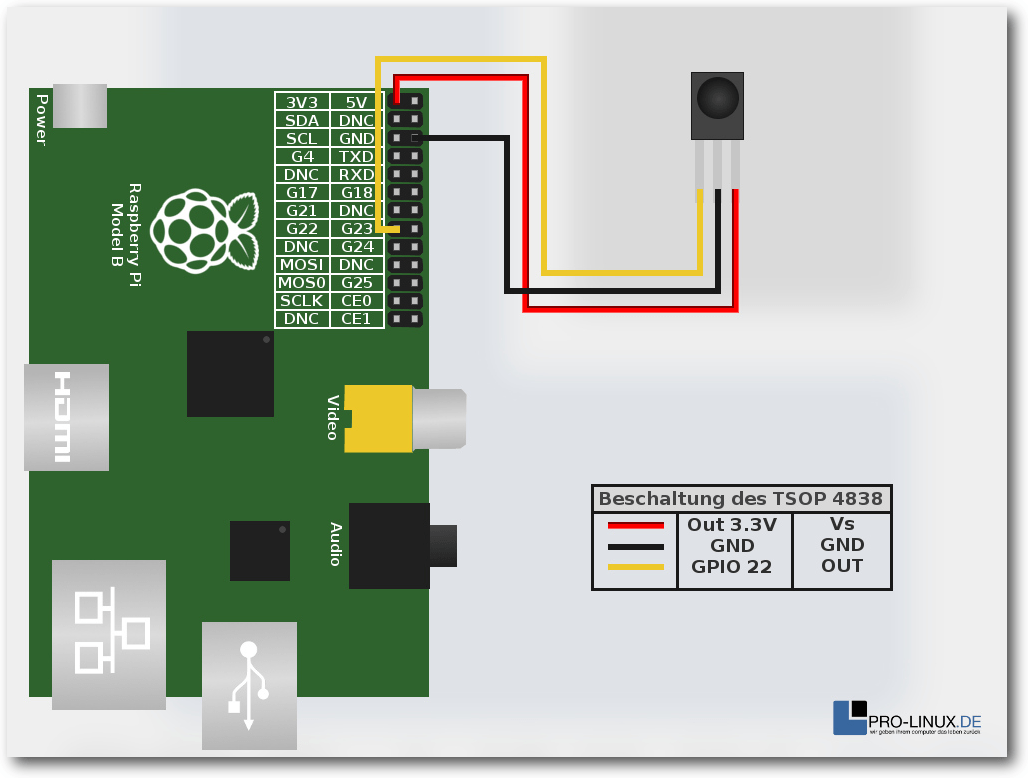 Power
Raspberry Pi
Model B
3V3 5V
SDA DNC
SCL GND
G4 TXD
DNC RXD
G17 G18
G21 DNC
G22 G23
DNC G24
MOSI DNC
MOS0 G25
SCLK CE0
DNC CE1
HDMI
Video
Audio
Beschaltung des TSOP 4838
Out 3.3V Vs
GND GND
GPIO 22 OUT
PRO-LINUX.DE
wir geben ihrem computer das leben zurück